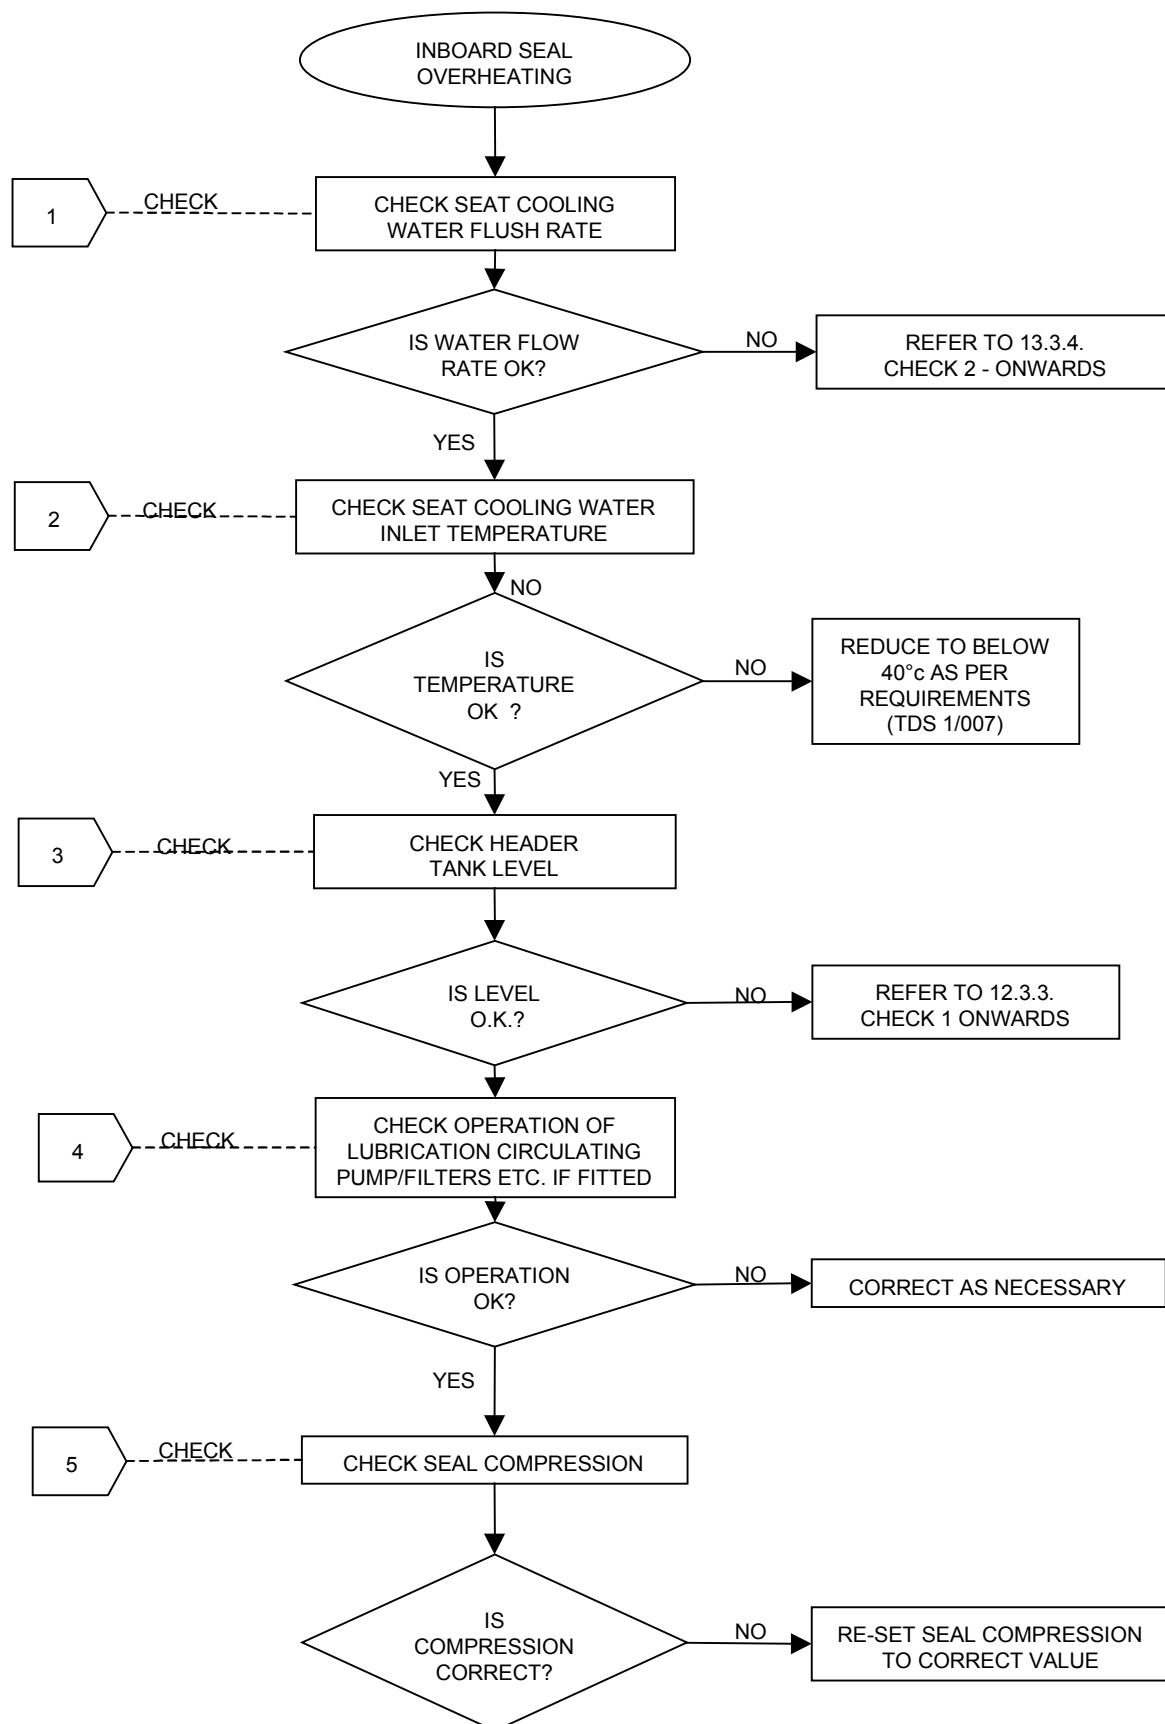 INBOARD SEAL
OVERHEATING
1
CHECK
CHECK SEAT COOLING
WATER FLUSH RATE
IS WATER FLOW
RATE OK?
NO
REFER TO 13.3.4.
CHECK 2 - ONWARDS
YES
2
CHECK
CHECK SEAT COOLING WATER
INLET TEMPERATURE
NO
IS
TEMPERATURE
OK ?
NO
REDUCE TO BELOW
40°c AS PER
REQUIREMENTS
(TDS 1/007)
YES
3
CHECK
CHECK HEADER
TANK LEVEL
IS LEVEL
O.K.?
NO
REFER TO 12.3.3.
CHECK 1 ONWARDS
4
CHECK
CHECK OPERATION OF
LUBRICATION CIRCULATING
PUMP/FILTERS ETC. IF FITTED
IS OPERATION
OK?
NO
CORRECT AS NECESSARY
YES
5
CHECK
CHECK SEAL COMPRESSION
IS
COMPRESSION
CORRECT?
NO
RE-SET SEAL COMPRESSION
TO CORRECT VALUE